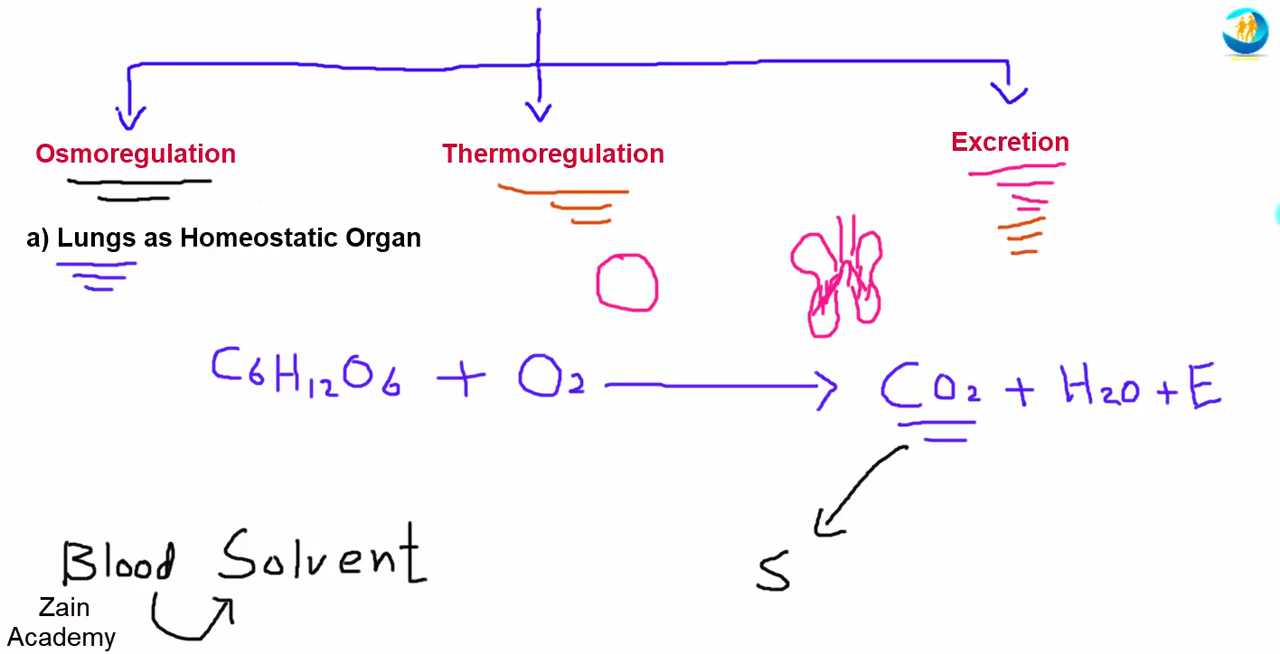 Osmoregulation
Thermoregulation
Excretion
a) Lungs as Homeostatic Organ
C6H12O6 + O2 → CO2 + H2O + E
Blood Solvent
S
Zain
Academy